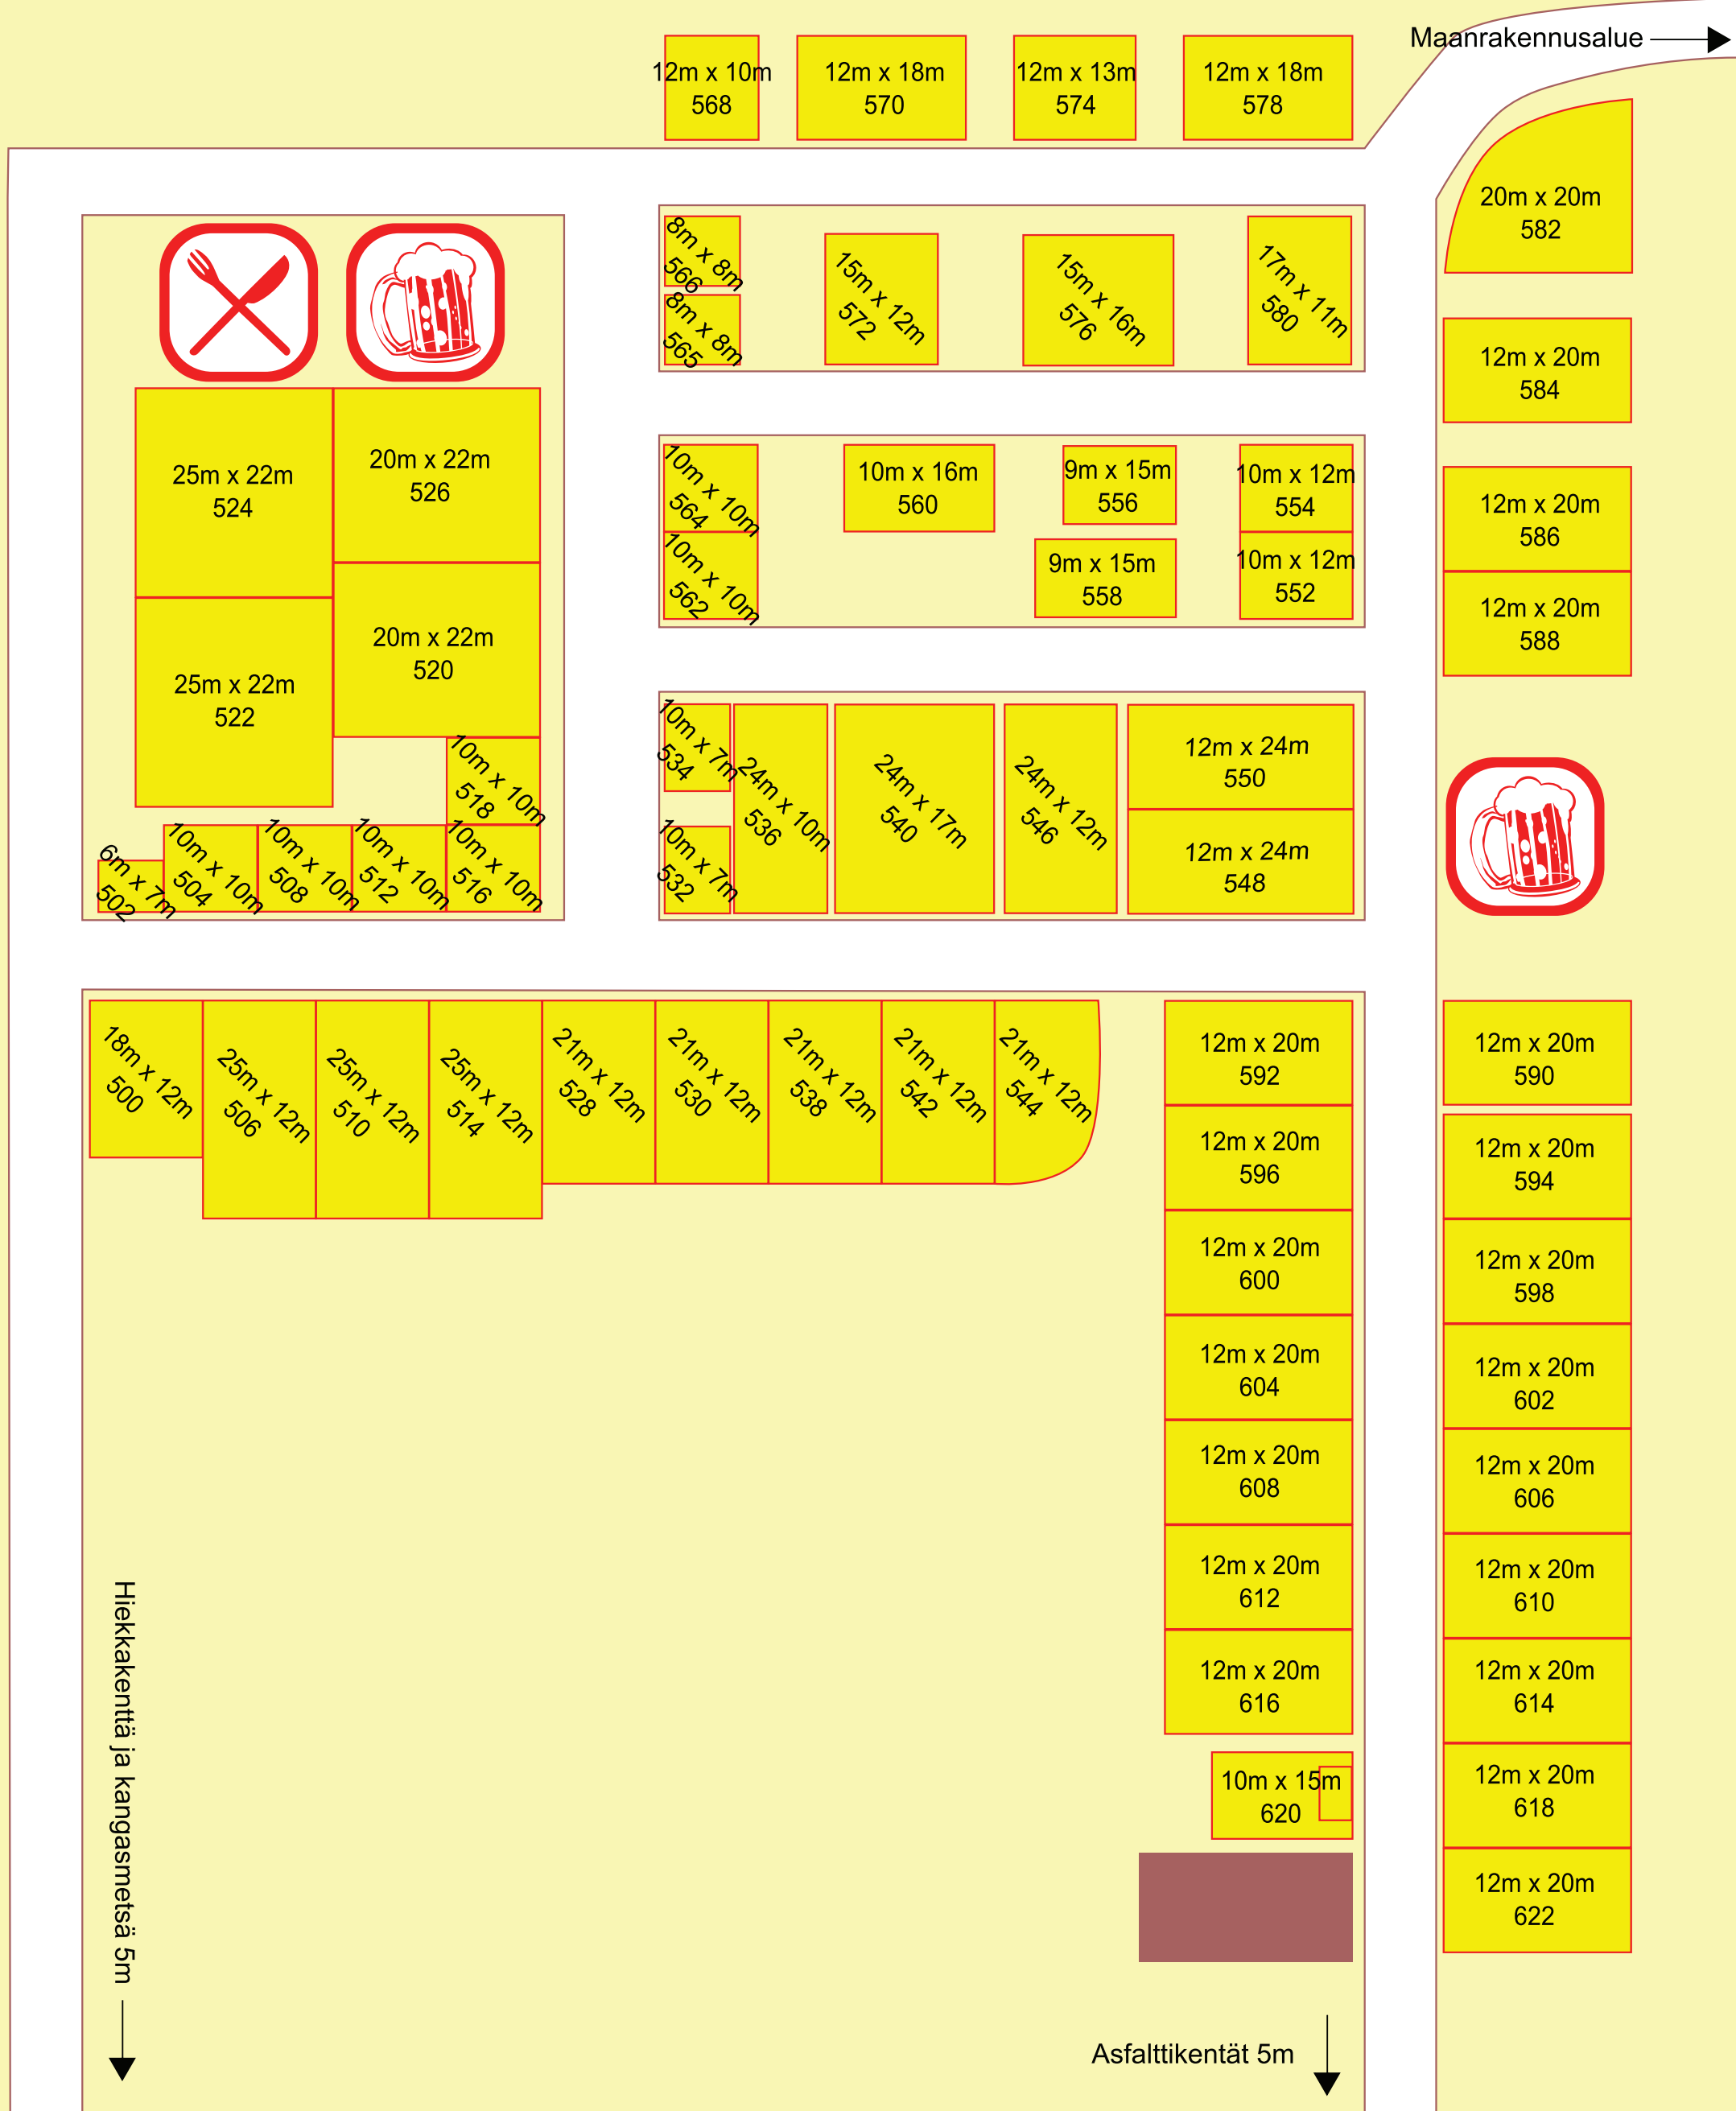 Maanrakennusalue
12m x 10m
568
12m x 18m
570
12m x 13m
574
12m x 18m
578
20m x 20m
582
8m x 8m
566
8m x 8m
565
15m x 12m
572
15m x 16m
576
17m x 11m
580
12m x 20m
584
25m x 22m
524
20m x 22m
526
10m x 10m
564
10m x 10m
562
10m x 16m
560
9m x 15m
556
9m x 15m
558
10m x 12m
554
10m x 12m
552
12m x 20m
586
12m x 20m
588
25m x 22m
522
20m x 22m
520
10m x 10m
518
6m x 7m
502
10m x 10m
504
10m x 10m
508
10m x 10m
512
10m x 10m
516
10m x 7m
534
10m x 7m
532
24m x 10m
536
24m x 17m
540
24m x 12m
546
12m x 24m
550
12m x 24m
548
18m x 12m
500
25m x 12m
506
25m x 12m
510
25m x 12m
514
21m x 12m
528
21m x 12m
530
21m x 12m
538
21m x 12m
542
21m x 12m
544
12m x 20m
592
12m x 20m
596
12m x 20m
600
12m x 20m
604
12m x 20m
608
12m x 20m
612
12m x 20m
616
10m x 15m
620
12m x 20m
590
12m x 20m
594
12m x 20m
598
12m x 20m
602
12m x 20m
606
12m x 20m
610
12m x 20m
614
12m x 20m
618
12m x 20m
622
Hiekkakenttä ja kangasmetsä 5m
Asfalttikentät 5m